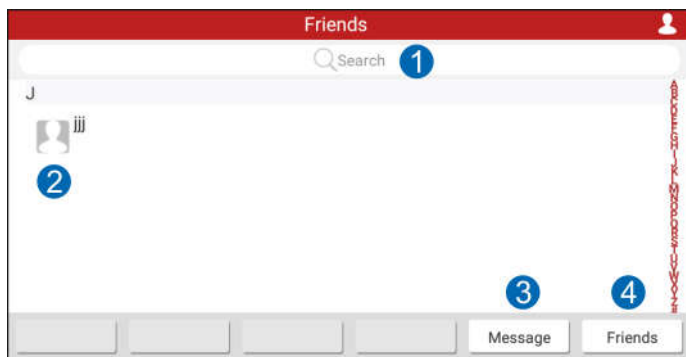 Friends
Search 1
J
jjj
2
A
B
C
D
E
F
G
H
I
J
K
L
M
N
O
P
Q
R
S
T
U
V
W
X
Y
Z
#
3 4
Message Friends